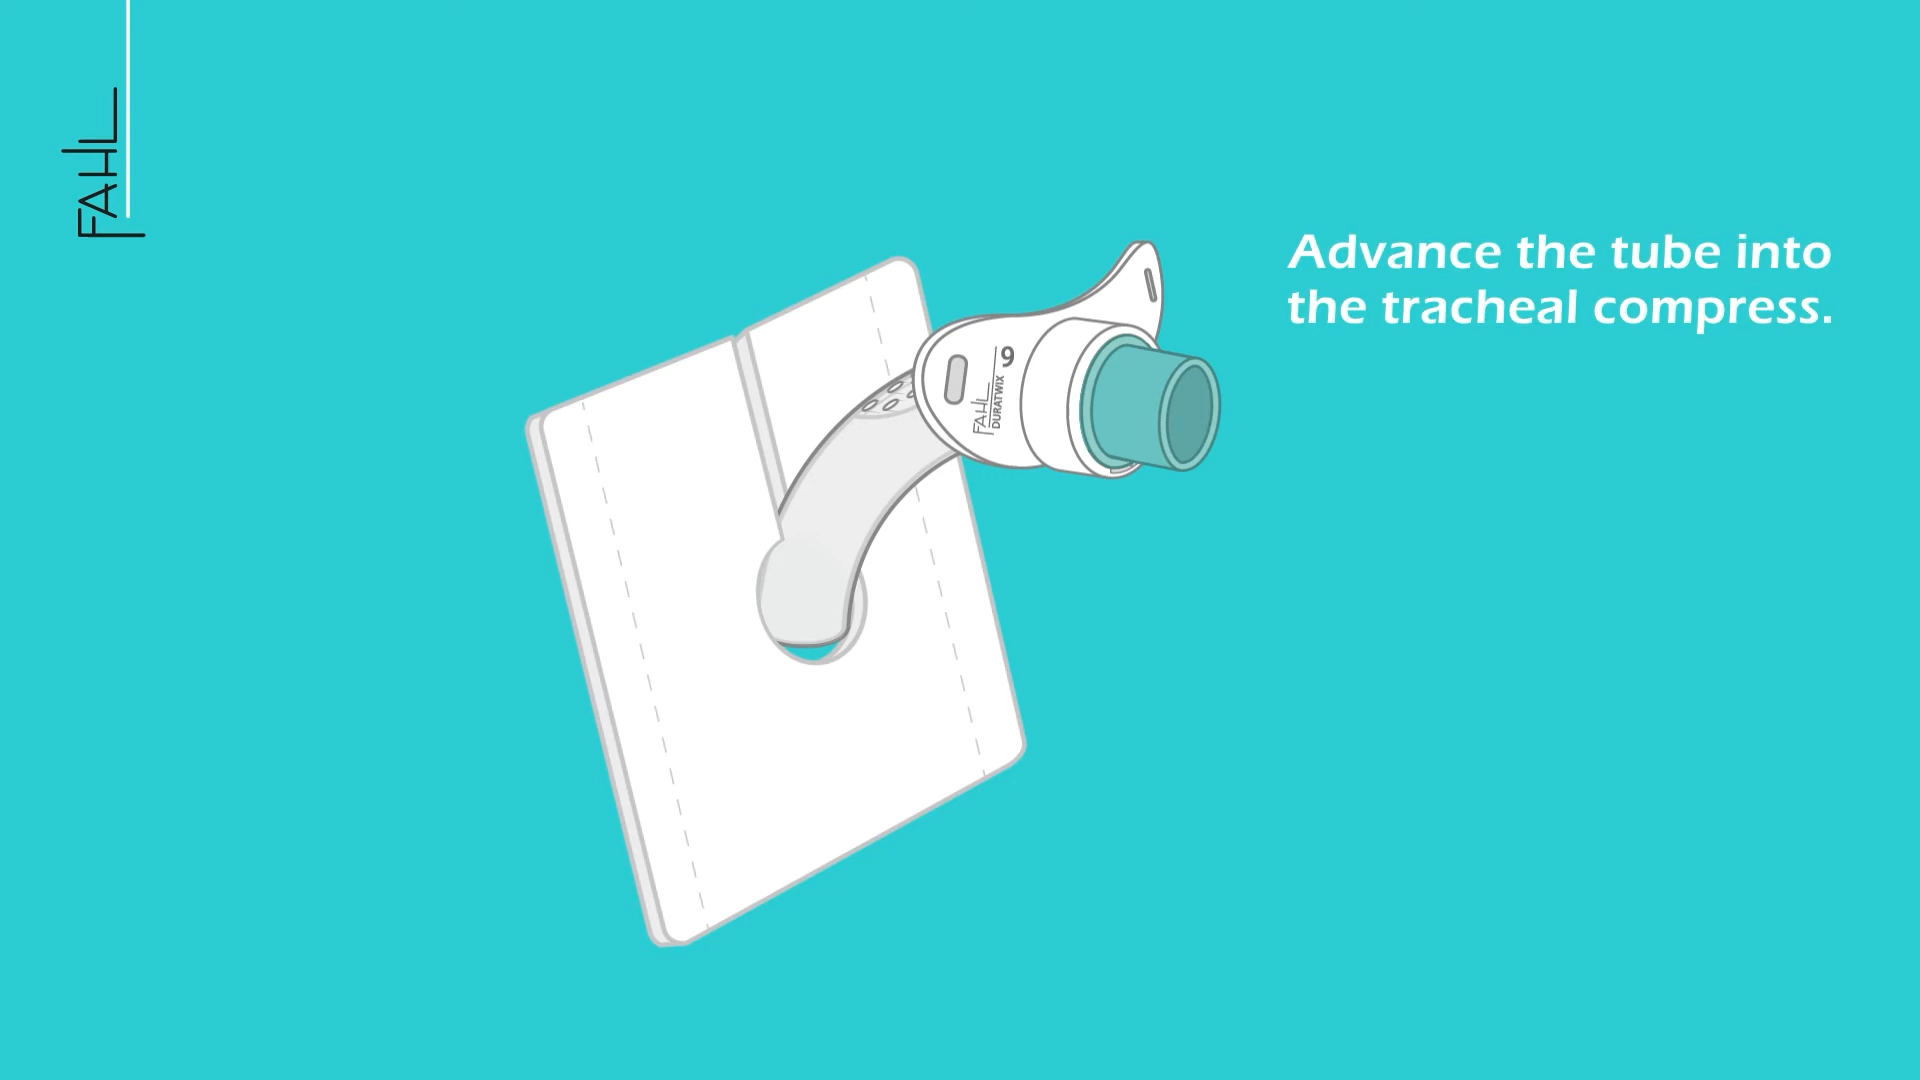 FAHL
Advance the tube into
the tracheal compress.
9
FAHL
DURATWIX